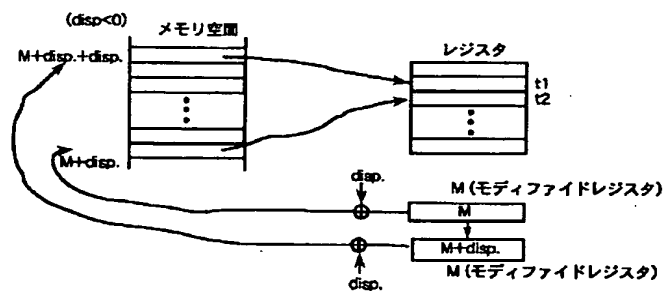 (disp<0)
メモリ空間
M+disp.+disp.
レジスタ
t1
t2
M+disp.
disp.
M(モディファイドレジスタ)
M
M+disp.
M(モディファイドレジスタ)
disp.